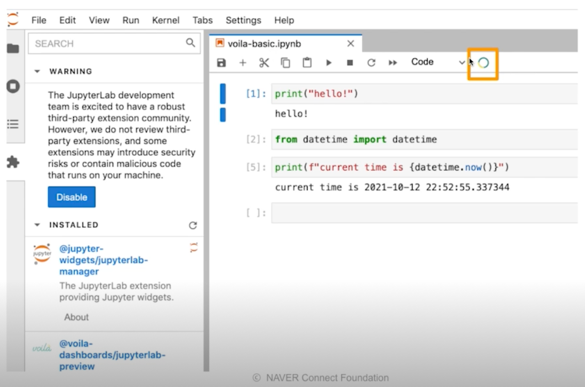 File Edit View Run Kernel Tabs Settings Help
SEARCH
WARNING
The JupyterLab development
team is excited to have a robust
third-party extension community.
However, we do not review third-
party extensions, and some
extensions may introduce security
risks or contain malicious code
that runs on your machine.
Disable
INSTALLED
@jupyter-
widgets/jupyterlab-
manager
The JupyterLab extension
providing Jupyter widgets.
About
voilà
@voila-
dashboards/jupyterlab-
preview
voila-basic.ipynb
Code
[1]: print("hello!")
hello!
[2]: from datetime import datetime
[5]: print(f"current time is {datetime.now()}")
current time is 2021-10-12 22:52:55.337344
[ ]:
© NAVER Connect Foundation